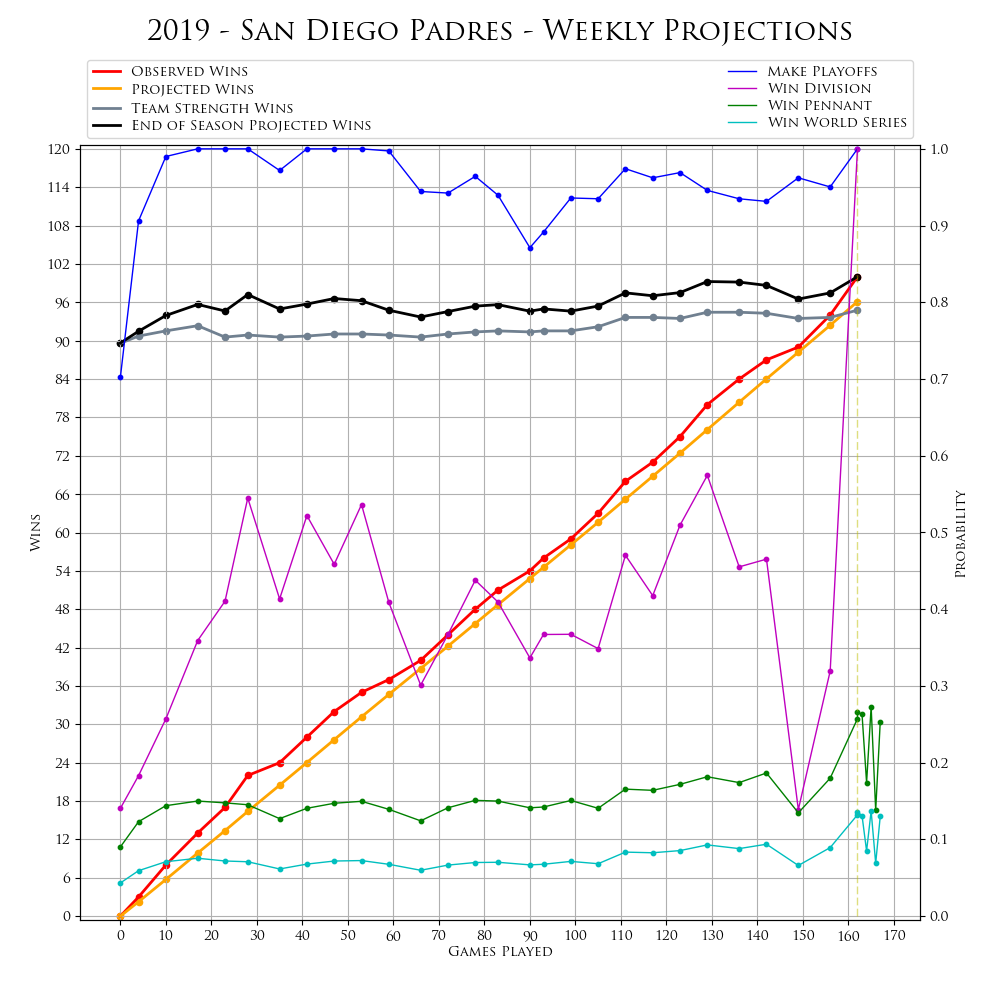 2019 - San Diego Padres - Weekly Projections
Observed Wins
Projected Wins
Team Strength Wins
End of Season Projected Wins
Make Playoffs
Win Division
Win Pennant
Win World Series
120
114
108
102
96
90
84
78
72
66
60
54
48
42
36
30
24
18
12
6
0
Wins
1.0
0.9
0.8
0.7
0.6
0.5
0.4
0.3
0.2
0.1
0.0
Probability
0 10 20 30 40 50 60 70 80 90 100 110 120 130 140 150 160 170
Games Played